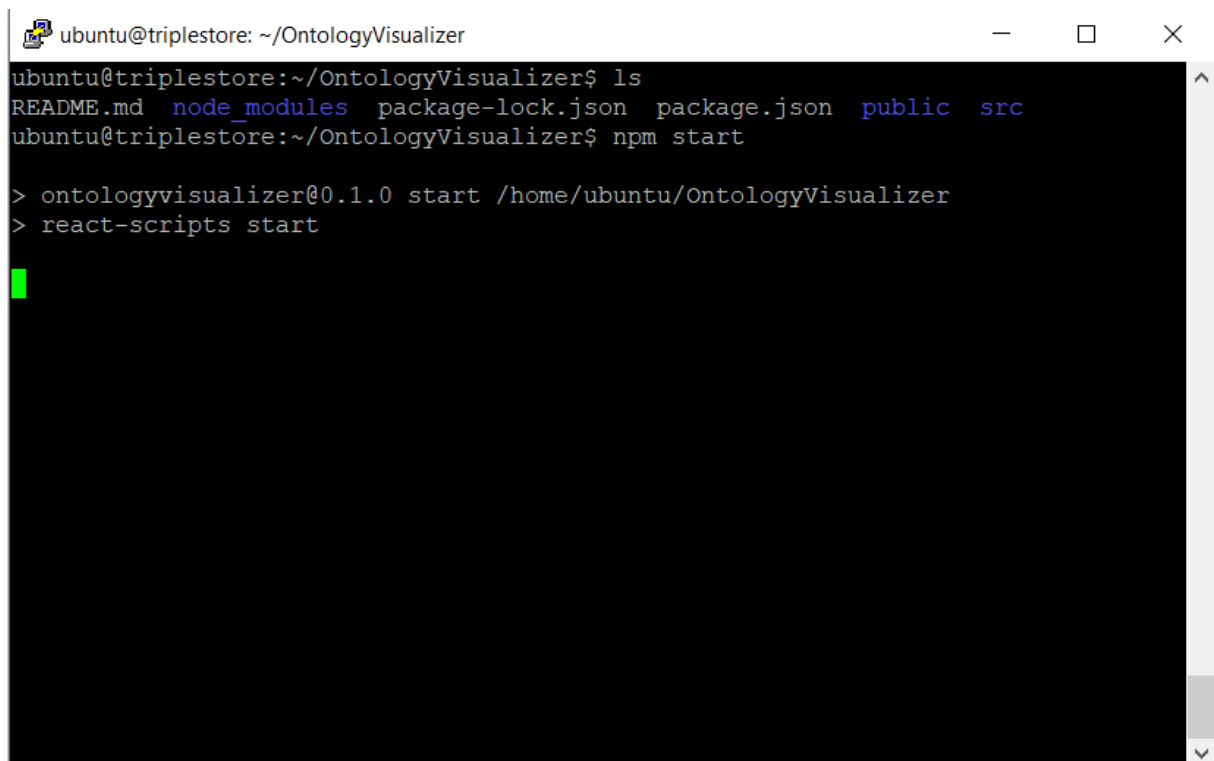 ubuntu@triplestore: ~/OntologyVisualizer
ubuntu@triplestore:~/OntologyVisualizer$ ls
README.md  node_modules  package-lock.json  package.json  public  src
ubuntu@triplestore:~/OntologyVisualizer$ npm start
> ontologyvisualizer@0.1.0 start /home/ubuntu/OntologyVisualizer
> react-scripts start